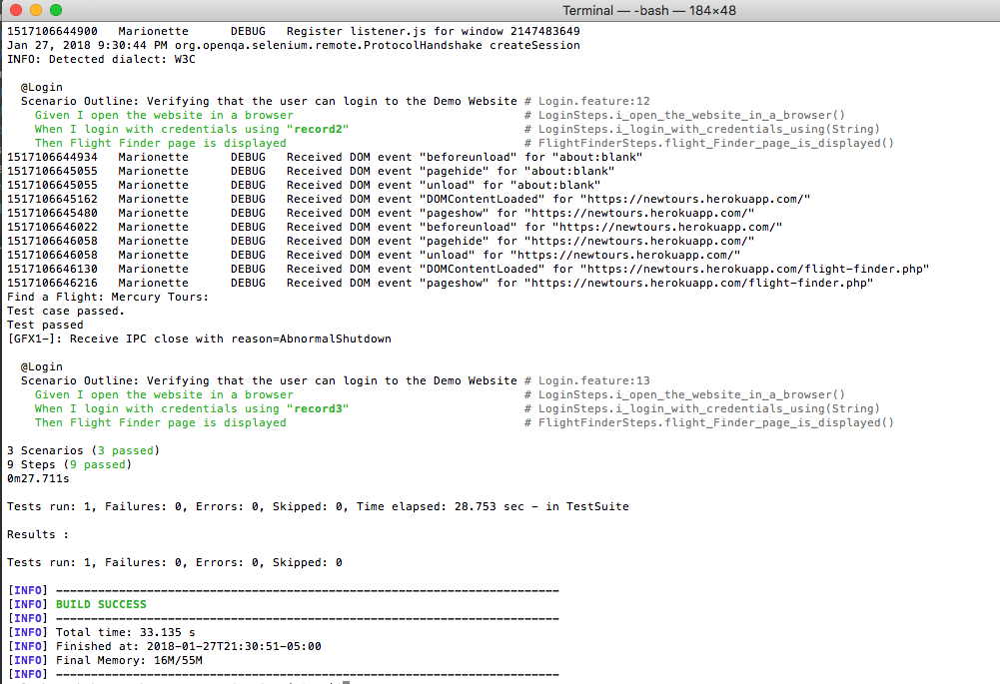 Terminal — -bash — 184×48
1517106644900 Marionette DEBUG Register listener.js for window 2147483649
Jan 27, 2018 9:30:44 PM org.openqa.selenium.remote.ProtocolHandshake createSession
INFO: Detected dialect: W3C
@Login
Scenario Outline: Verifying that the user can login to the Demo Website # Login.feature:12
Given I open the website in a browser # LoginSteps.i_open_the_website_in_a_browser()
When I login with credentials using "record2" # LoginSteps.i_login_with_credentials_using(String)
Then Flight Finder page is displayed # FlightFinderSteps.flight_Finder_page_is_displayed()
1517106644934 Marionette DEBUG Received DOM event "beforeunload" for "about:blank"
1517106645055 Marionette DEBUG Received DOM event "pagehide" for "about:blank"
1517106645055 Marionette DEBUG Received DOM event "unload" for "about:blank"
1517106645162 Marionette DEBUG Received DOM event "DOMContentLoaded" for "https://newtours.herokuapp.com/"
1517106645480 Marionette DEBUG Received DOM event "pageshow" for "https://newtours.herokuapp.com/"
1517106646022 Marionette DEBUG Received DOM event "beforeunload" for "https://newtours.herokuapp.com/"
1517106646058 Marionette DEBUG Received DOM event "pagehide" for "https://newtours.herokuapp.com/"
1517106646058 Marionette DEBUG Received DOM event "unload" for "https://newtours.herokuapp.com/"
1517106646130 Marionette DEBUG Received DOM event "DOMContentLoaded" for "https://newtours.herokuapp.com/flight-finder.php"
1517106646216 Marionette DEBUG Received DOM event "pageshow" for "https://newtours.herokuapp.com/flight-finder.php"
Find a Flight: Mercury Tours:
Test case passed.
Test passed
[GFX1-]: Receive IPC close with reason=AbnormalShutdown
@Login
Scenario Outline: Verifying that the user can login to the Demo Website # Login.feature:13
Given I open the website in a browser # LoginSteps.i_open_the_website_in_a_browser()
When I login with credentials using "record3" # LoginSteps.i_login_with_credentials_using(String)
Then Flight Finder page is displayed # FlightFinderSteps.flight_Finder_page_is_displayed()
3 Scenarios (3 passed)
9 Steps (9 passed)
0m27.711s
Tests run: 1, Failures: 0, Errors: 0, Skipped: 0, Time elapsed: 28.753 sec - in TestSuite
Results :
Tests run: 1, Failures: 0, Errors: 0, Skipped: 0
[INFO] ------------------------------------------------------------------------
[INFO] BUILD SUCCESS
[INFO] ------------------------------------------------------------------------
[INFO] Total time: 33.135 s
[INFO] Finished at: 2018-01-27T21:30:51-05:00
[INFO] Final Memory: 16M/55M
[INFO] ------------------------------------------------------------------------